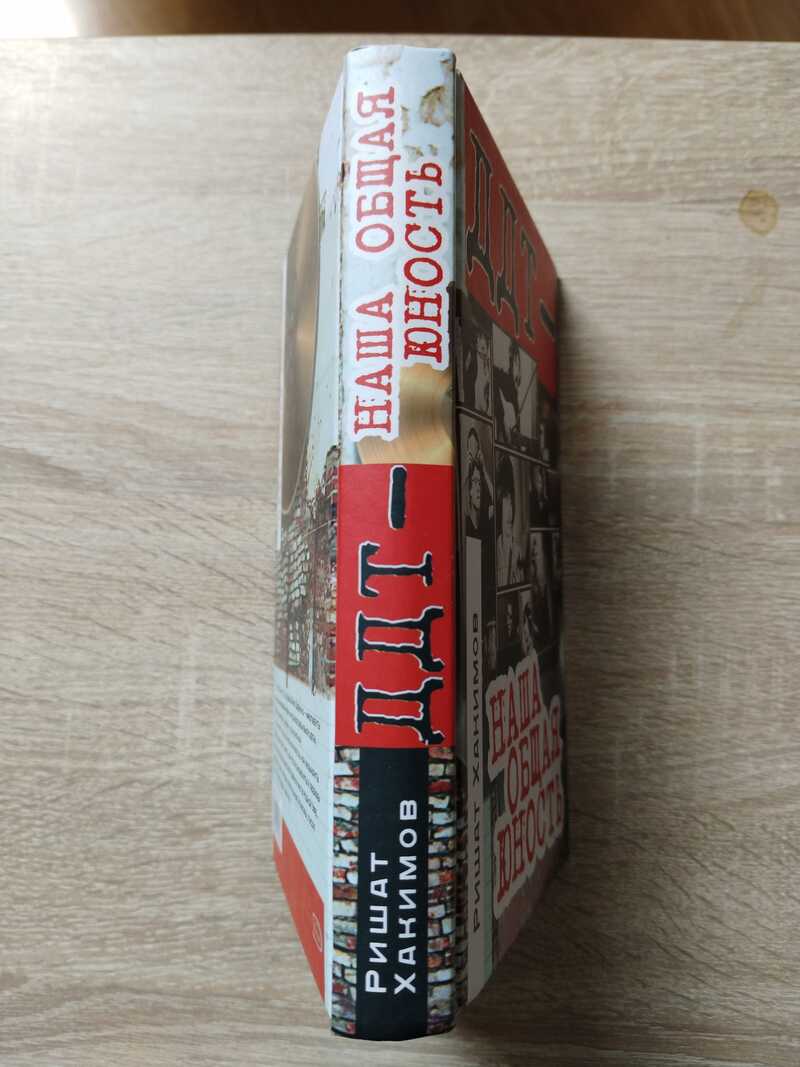 РИШАТ
ХАКИМОВ
ДДТ –
НАША ОБЩАЯ
ЮНОСТЬ
ДДТ –
РИШАТ ХАКИМОВ
НАША
ОБЩАЯ
ЮНОСТЬ